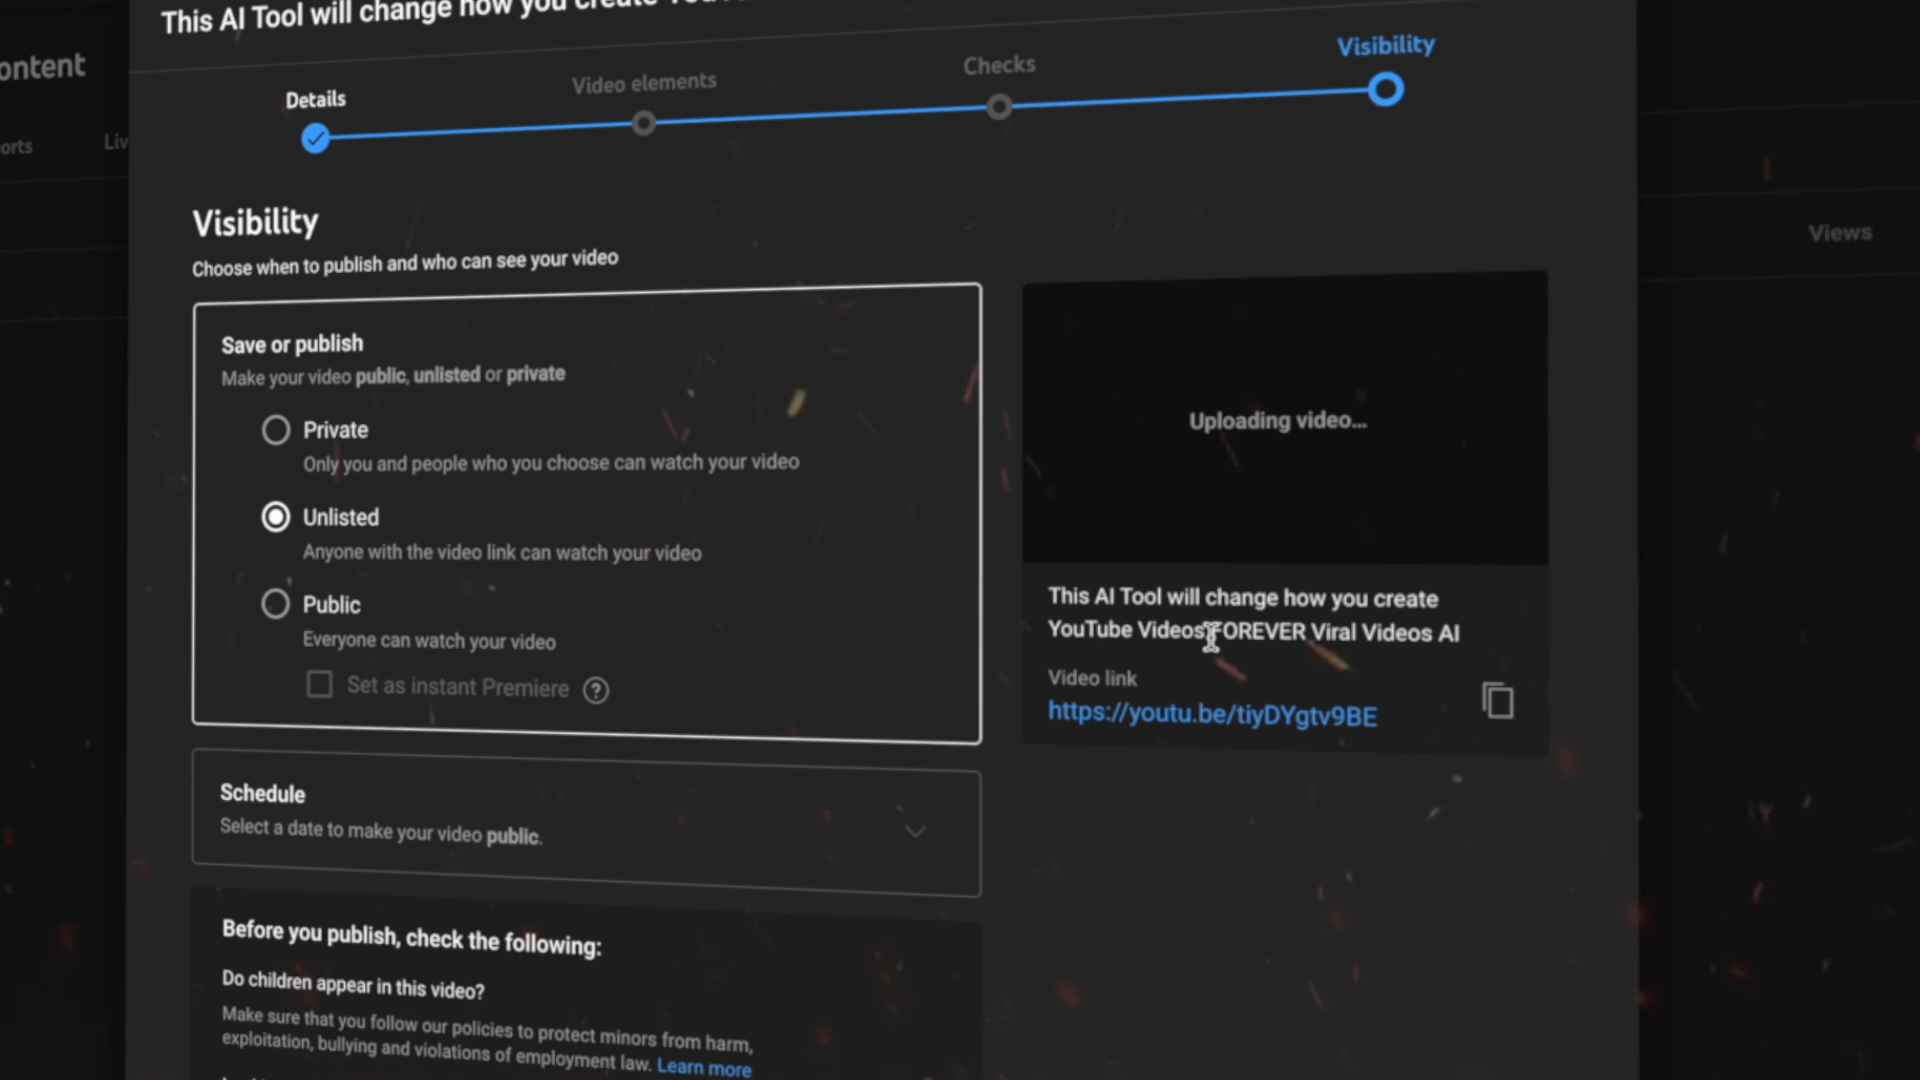 This AI Tool will change how you create
ontent
Details
Video elements
Checks
Visibility
orts
Liv
Views
Visibility
Choose when to publish and who can see your video
Save or publish
Make your video public, unlisted or private
Private
Only you and people who you choose can watch your video
Unlisted
Anyone with the video link can watch your video
Public
Everyone can watch your video
Set as instant Premiere ?
Uploading video...
This AI Tool will change how you create
YouTube Videos FOREVER Viral Videos AI
Video link
https://youtu.be/tiyDYgtv9BE
Schedule
Select a date to make your video public.
Before you publish, check the following:
Do children appear in this video?
Make sure that you follow our policies to protect minors from harm,
exploitation, bullying and violations of employment law. Learn more